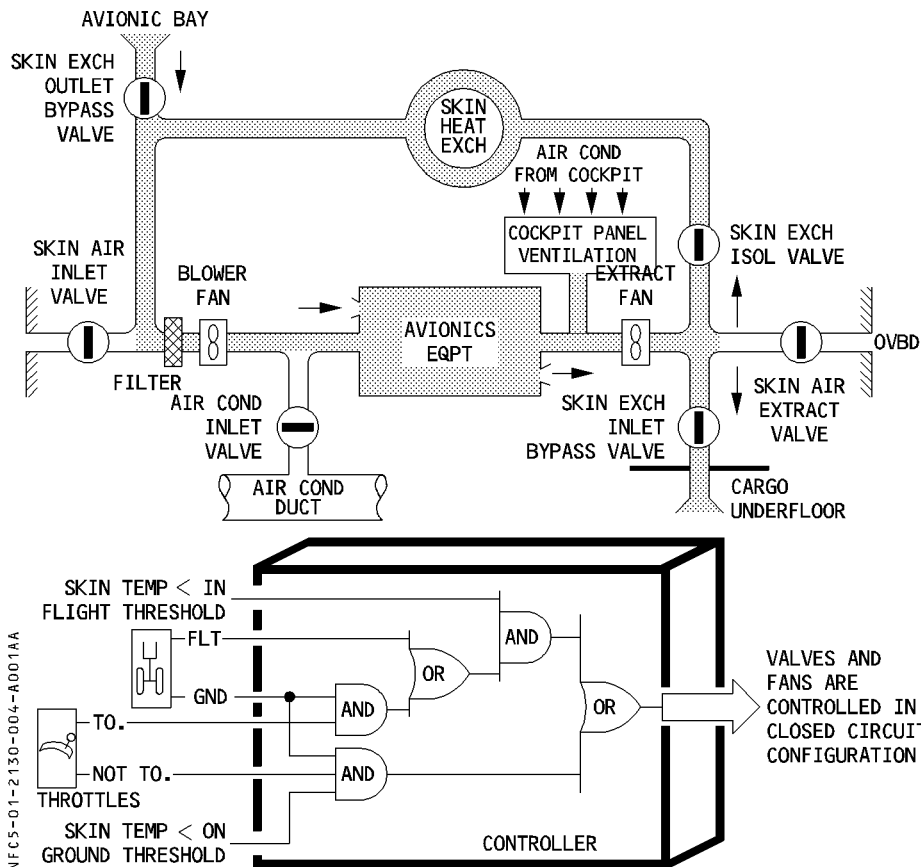 AVIONIC BAY
SKIN EXCH
OUTLET
BYPASS
VALVE
SKIN
HEAT
EXCH
AIR COND
FROM COCKPIT
COCKPIT PANEL
VENTILATION
SKIN EXCH
ISOL VALVE
SKIN AIR
INLET
VALVE
BLOWER
FAN
EXTRACT
FAN
AVIONICS
EQPT
OVBD
FILTER
AIR COND
INLET
VALVE
SKIN EXCH
INLET
BYPASS VALVE
SKIN AIR
EXTRACT
VALVE
AIR COND
DUCT
CARGO
UNDERFLOOR
SKIN TEMP < IN
FLIGHT THRESHOLD
FLT
GND
TO.
NOT TO.
THROTTLES
SKIN TEMP < ON
GROUND THRESHOLD
AND
OR
AND
AND
OR
CONTROLLER
VALVES AND
FANS ARE
CONTROLLED IN
CLOSED CIRCUIT
CONFIGURATION
NFC5-01-2130-004-A001AA